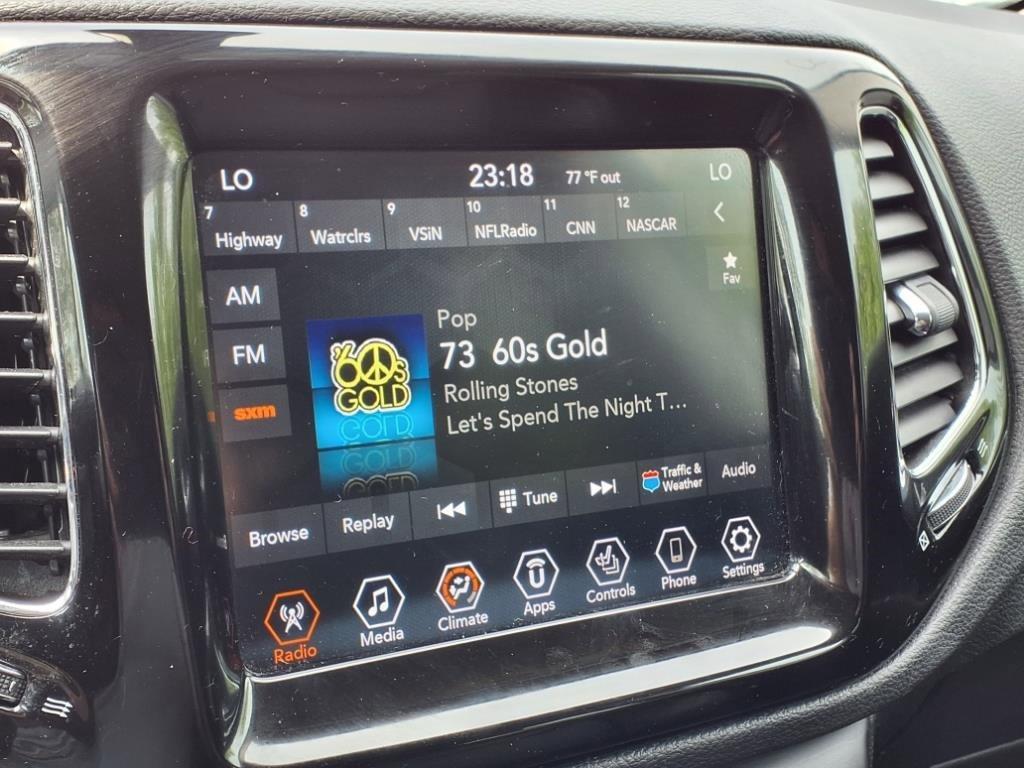 LO 23:18 77 °F out LO
7 Highway 8 Watrclrs 9 VSiN 10 NFLRadio 11 CNN 12 NASCAR
Fav
AM
FM
sxm
'60s
GOLD
Pop
73 60s Gold
Rolling Stones
Let's Spend The Night T...
Browse Replay Tune Traffic & Weather Audio
Radio Media Climate Apps Controls Phone Settings